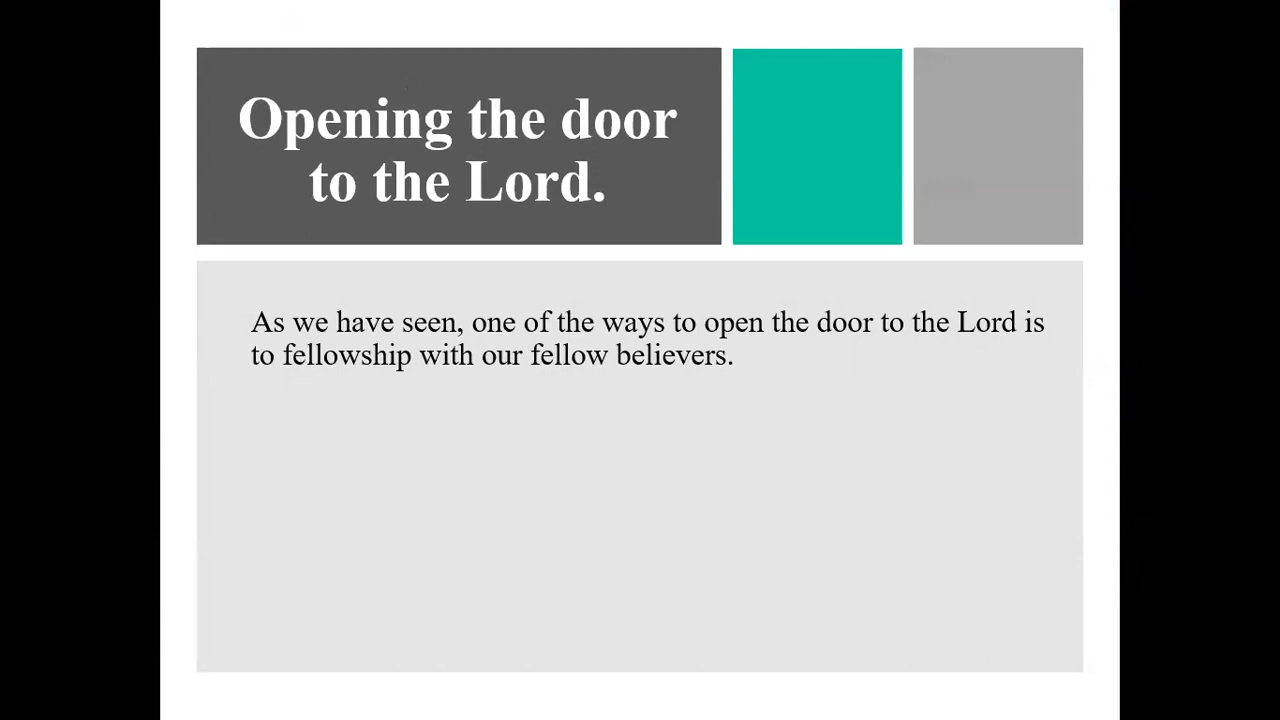 Opening the door
to the Lord.
As we have seen, one of the ways to open the door to the Lord is
to fellowship with our fellow believers.